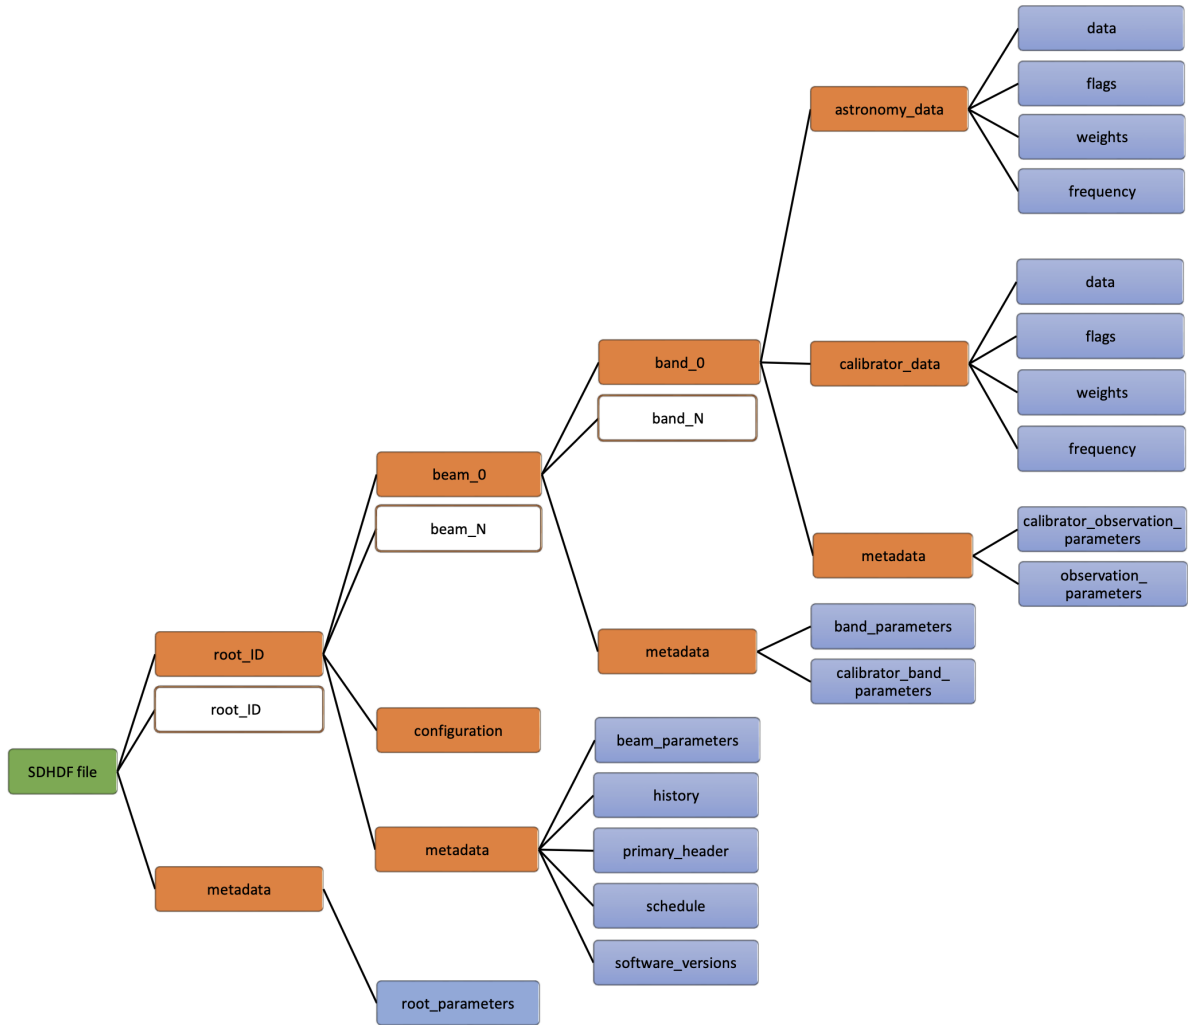 data
flags
astronomy_data
weights
frequency
data
flags
band_0
calibrator_data
weights
band_N
frequency
beam_0
beam_N
calibrator_observation_
parameters
metadata
observation_
parameters
band_parameters
root_ID
metadata
calibrator_band_
parameters
root_ID
configuration
beam_parameters
SDHDF file
history
metadata
primary_header
metadata
schedule
software_versions
root_parameters